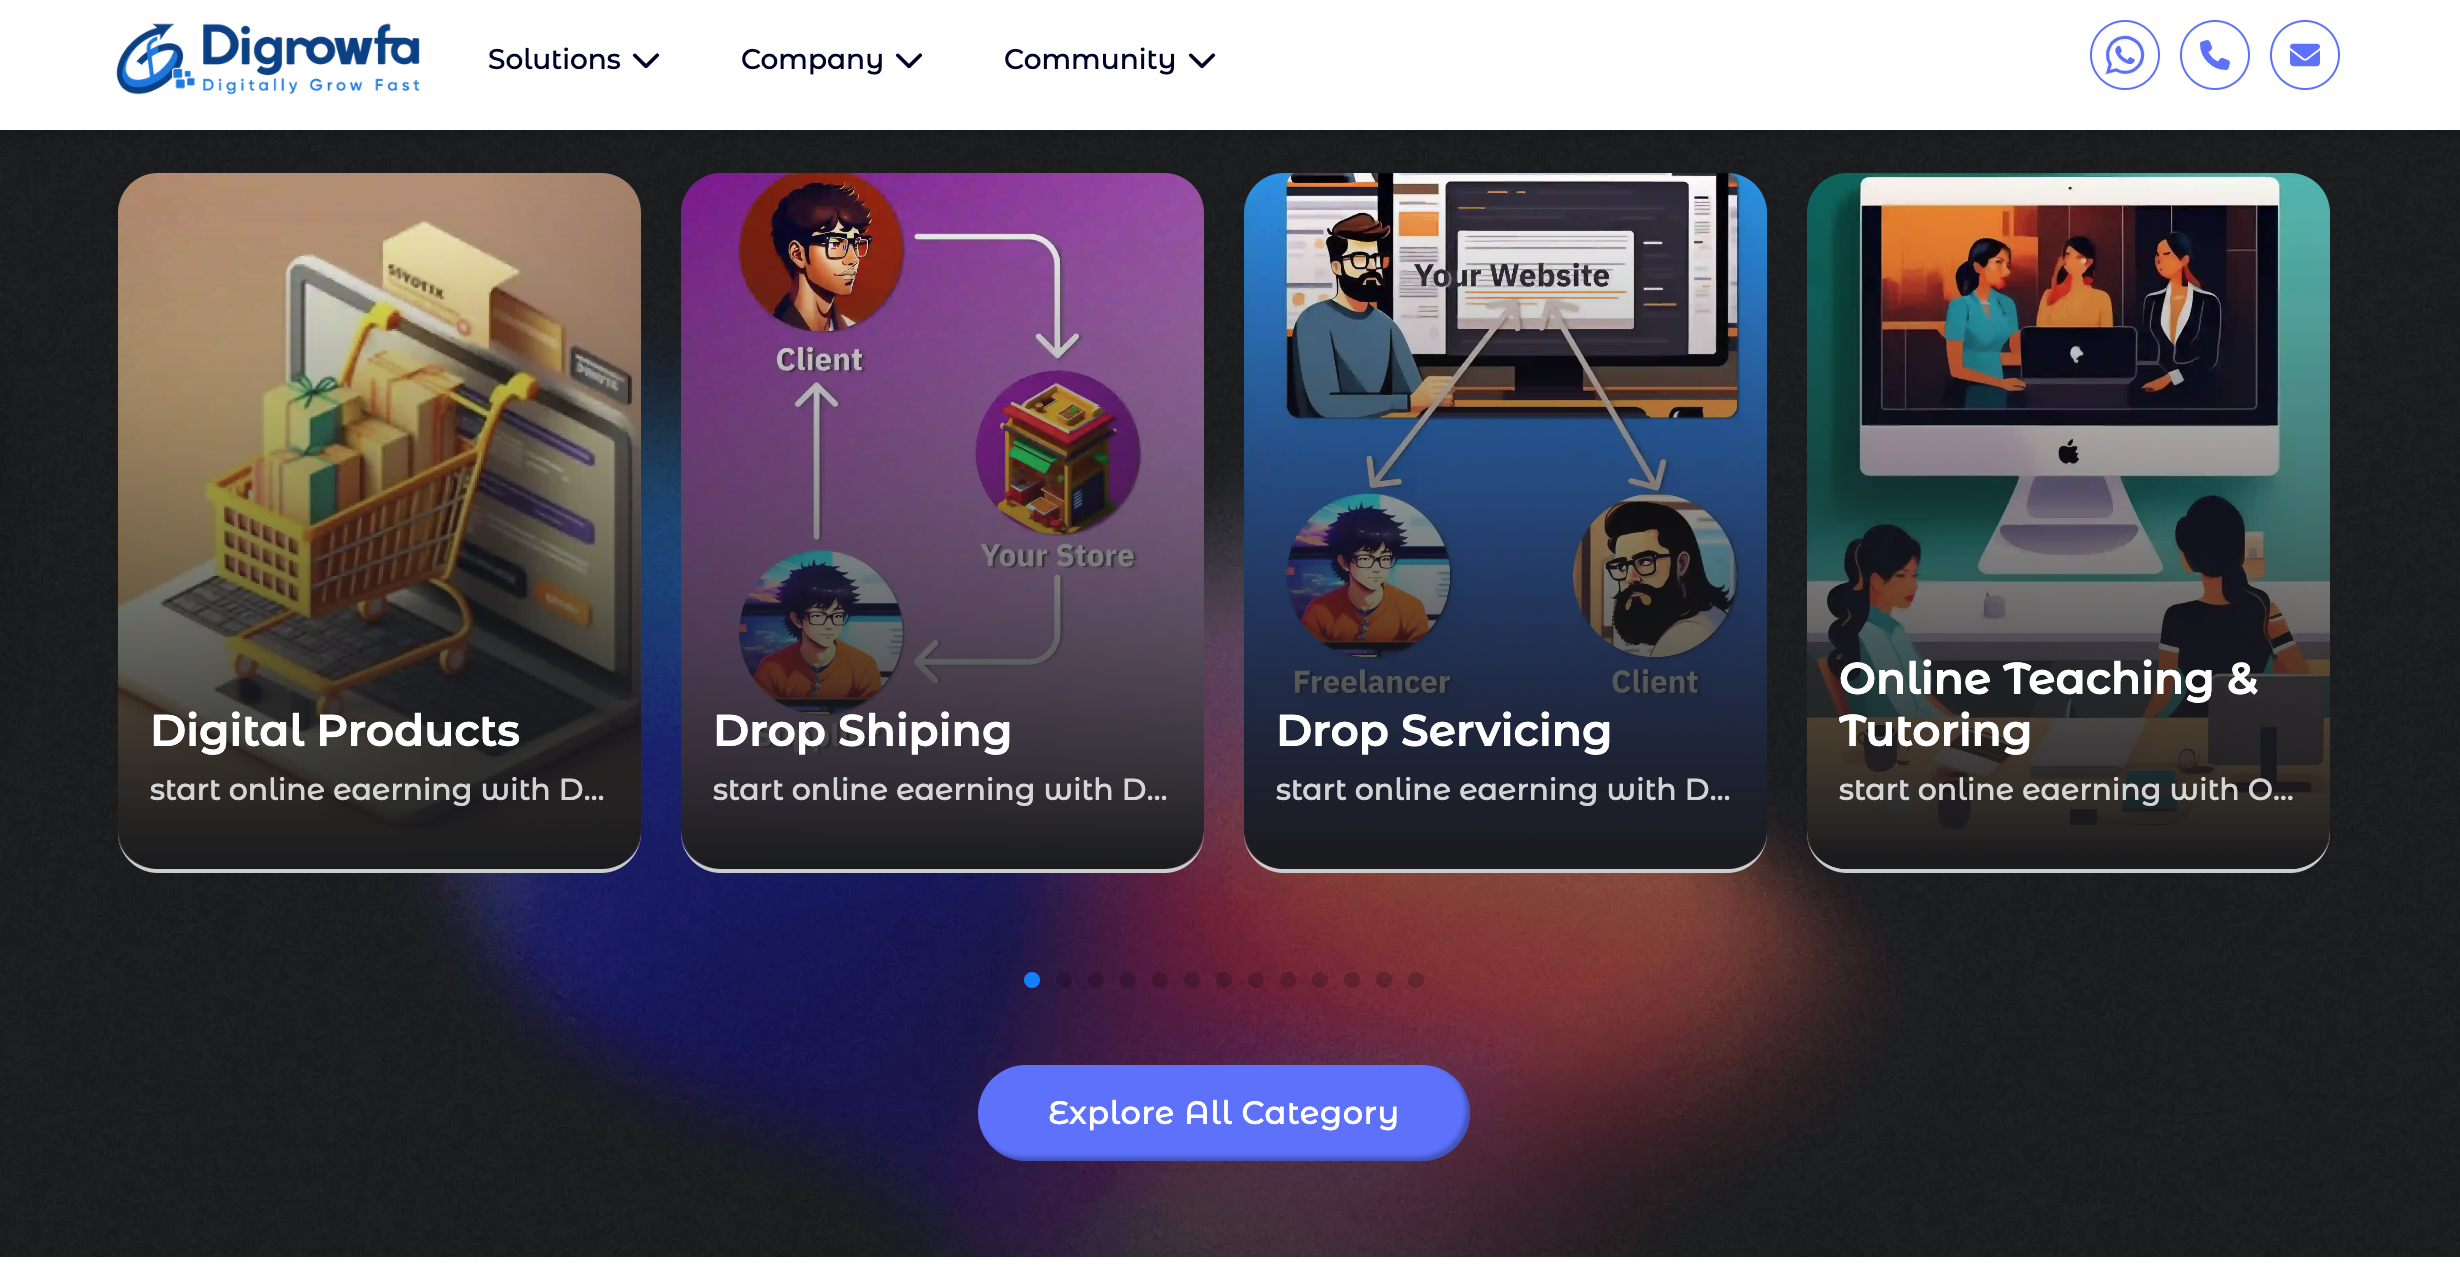 Digrowfa
Digitally Grow Fast
Solutions
Company
Community
Client
Your Store
Your Website
Freelancer
Client
Digital Products
start online eaerning with D...
Drop Shiping
start online eaerning with D...
Drop Servicing
start online eaerning with D...
Online Teaching &
Tutoring
start online eaerning with O...
Explore All Category